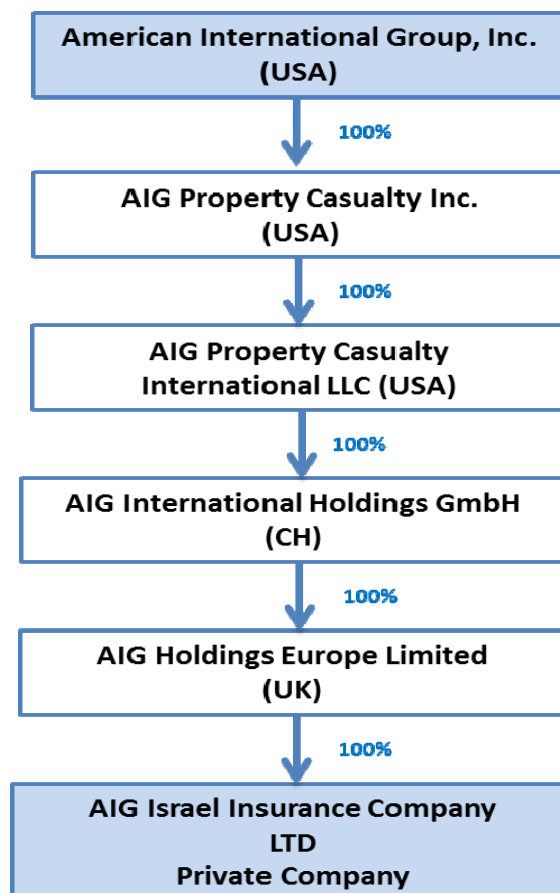 American International Group, Inc.
(USA)
100%
AIG Property Casualty Inc.
(USA)
100%
AIG Property Casualty
International LLC (USA)
100%
AIG International Holdings GmbH
(CH)
100%
AIG Holdings Europe Limited
(UK)
100%
AIG Israel Insurance Company
LTD
Private Company